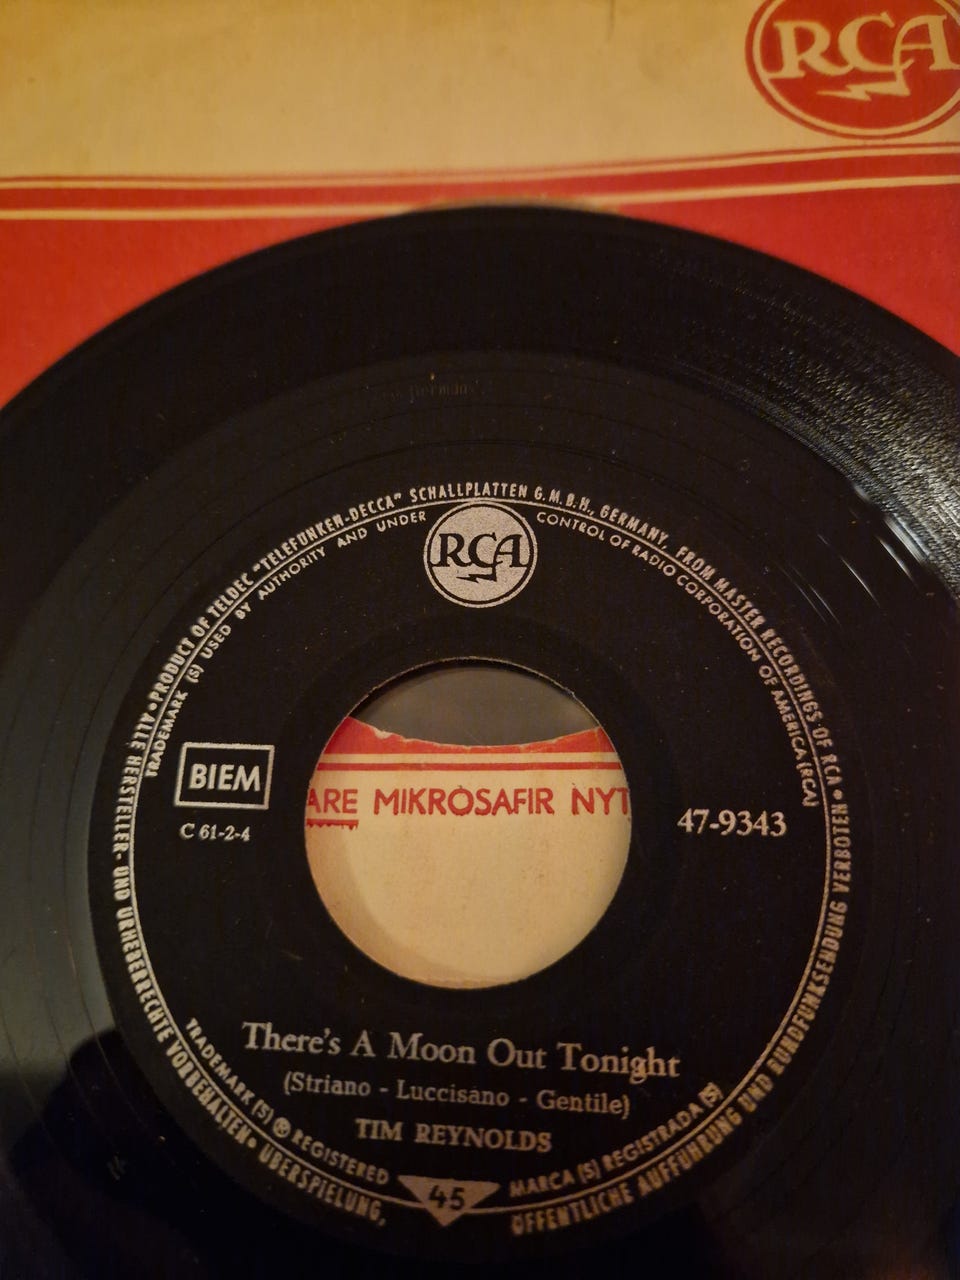 RCA
PRODUCT OF TELDEC "TELEFUNKEN-DECCA" SCHALLPLATTEN G.M.B.H., GERMANY, FROM MASTER RECORDINGS OF RCA •
TRADEMARK (S) USED BY AUTHORITY AND UNDER CONTROL OF RADIO CORPORATION OF AMERICA (RCA)
RCA
BIEM
C 61-2-4
47-9343
ARE MIKROSAFIR NYT
There's A Moon Out Tonight
(Striano - Luccisano - Gentile)
TIM REYNOLDS
TRADEMARK (S) ® REGISTERED
MARCA (S) REGISTRADA (S)
45
• ALLE HERSTELLER- UND URHEBERRECHTE VORBEHALTEN • ÜBERSPIELUNG, ÖFFENTLICHE AUFFÜHRUNG UND RUNDFUNKSENDUNG VERBOTEN